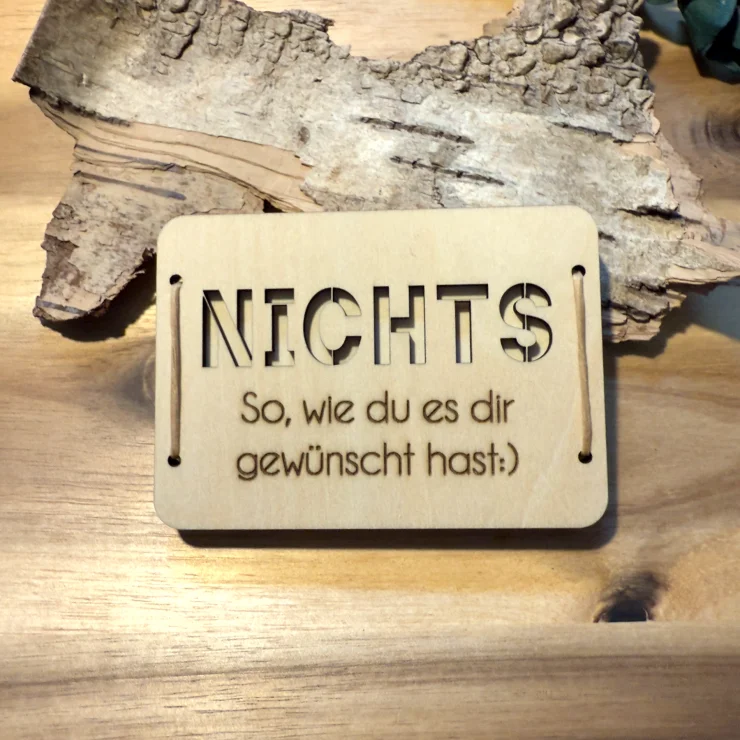 NICHTS
So, wie du es dir
gewünscht hast:)